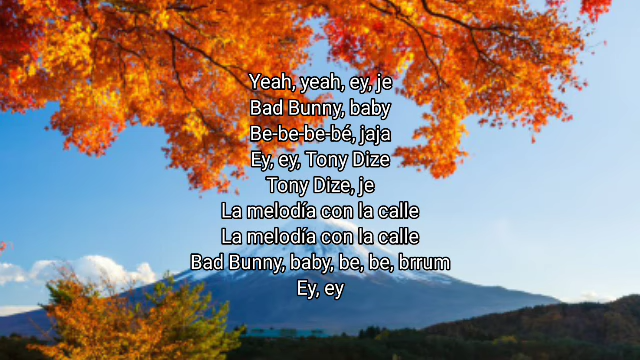 Yeah, yeah, ey, je
Bad Bunny, baby
Be-be-be-bé, jaja
Ey, ey, Tony Dize
Tony Dize, je
La melodía con la calle
La melodía con la calle
Bad Bunny, baby, be, be, brrum
Ey, ey